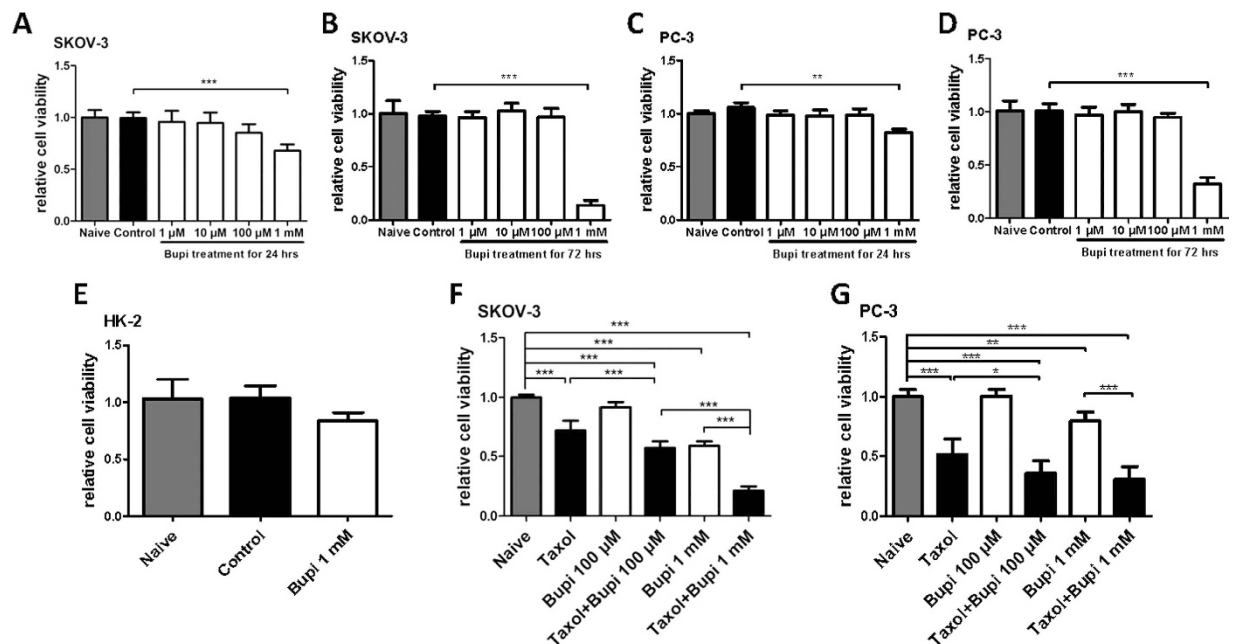 A
SKOV-3
relative cell viability
1.5
1.0
0.5
0.0
***
Naive Control 1 µM 10 µM 100 µM 1 mM
Bupi treatment for 24 hrs
B
SKOV-3
relative cell viability
1.5
1.0
0.5
0.0
***
Naive Control 1 µM 10 µM 100 µM 1 mM
Bupi treatment for 72 hrs
C
PC-3
relative cell viability
1.5
1.0
0.5
0.0
**
Naive Control 1 µM 10 µM 100 µM 1 mM
Bupi treatment for 24 hrs
D
PC-3
relative cell viability
1.5
1.0
0.5
0.0
***
Naive Control 1 µM 10 µM 100 µM 1 mM
Bupi treatment for 72 hrs
E
HK-2
relative cell viability
1.5
1.0
0.5
0.0
Naive
Control
Bupi 1 mM
F
SKOV-3
relative cell viability
1.5
1.0
0.5
0.0
***
***
***
*** ***
***
***
Naive
Taxol
Bupi 100 µM
Taxol+Bupi 100 µM
Bupi 1 mM
Taxol+Bupi 1 mM
G
PC-3
relative cell viability
1.5
1.0
0.5
0.0
***
**
***
*** *
***
Naive
Taxol
Bupi 100 µM
Taxol+Bupi 100 µM
Bupi 1 mM
Taxol+Bupi 1 mM